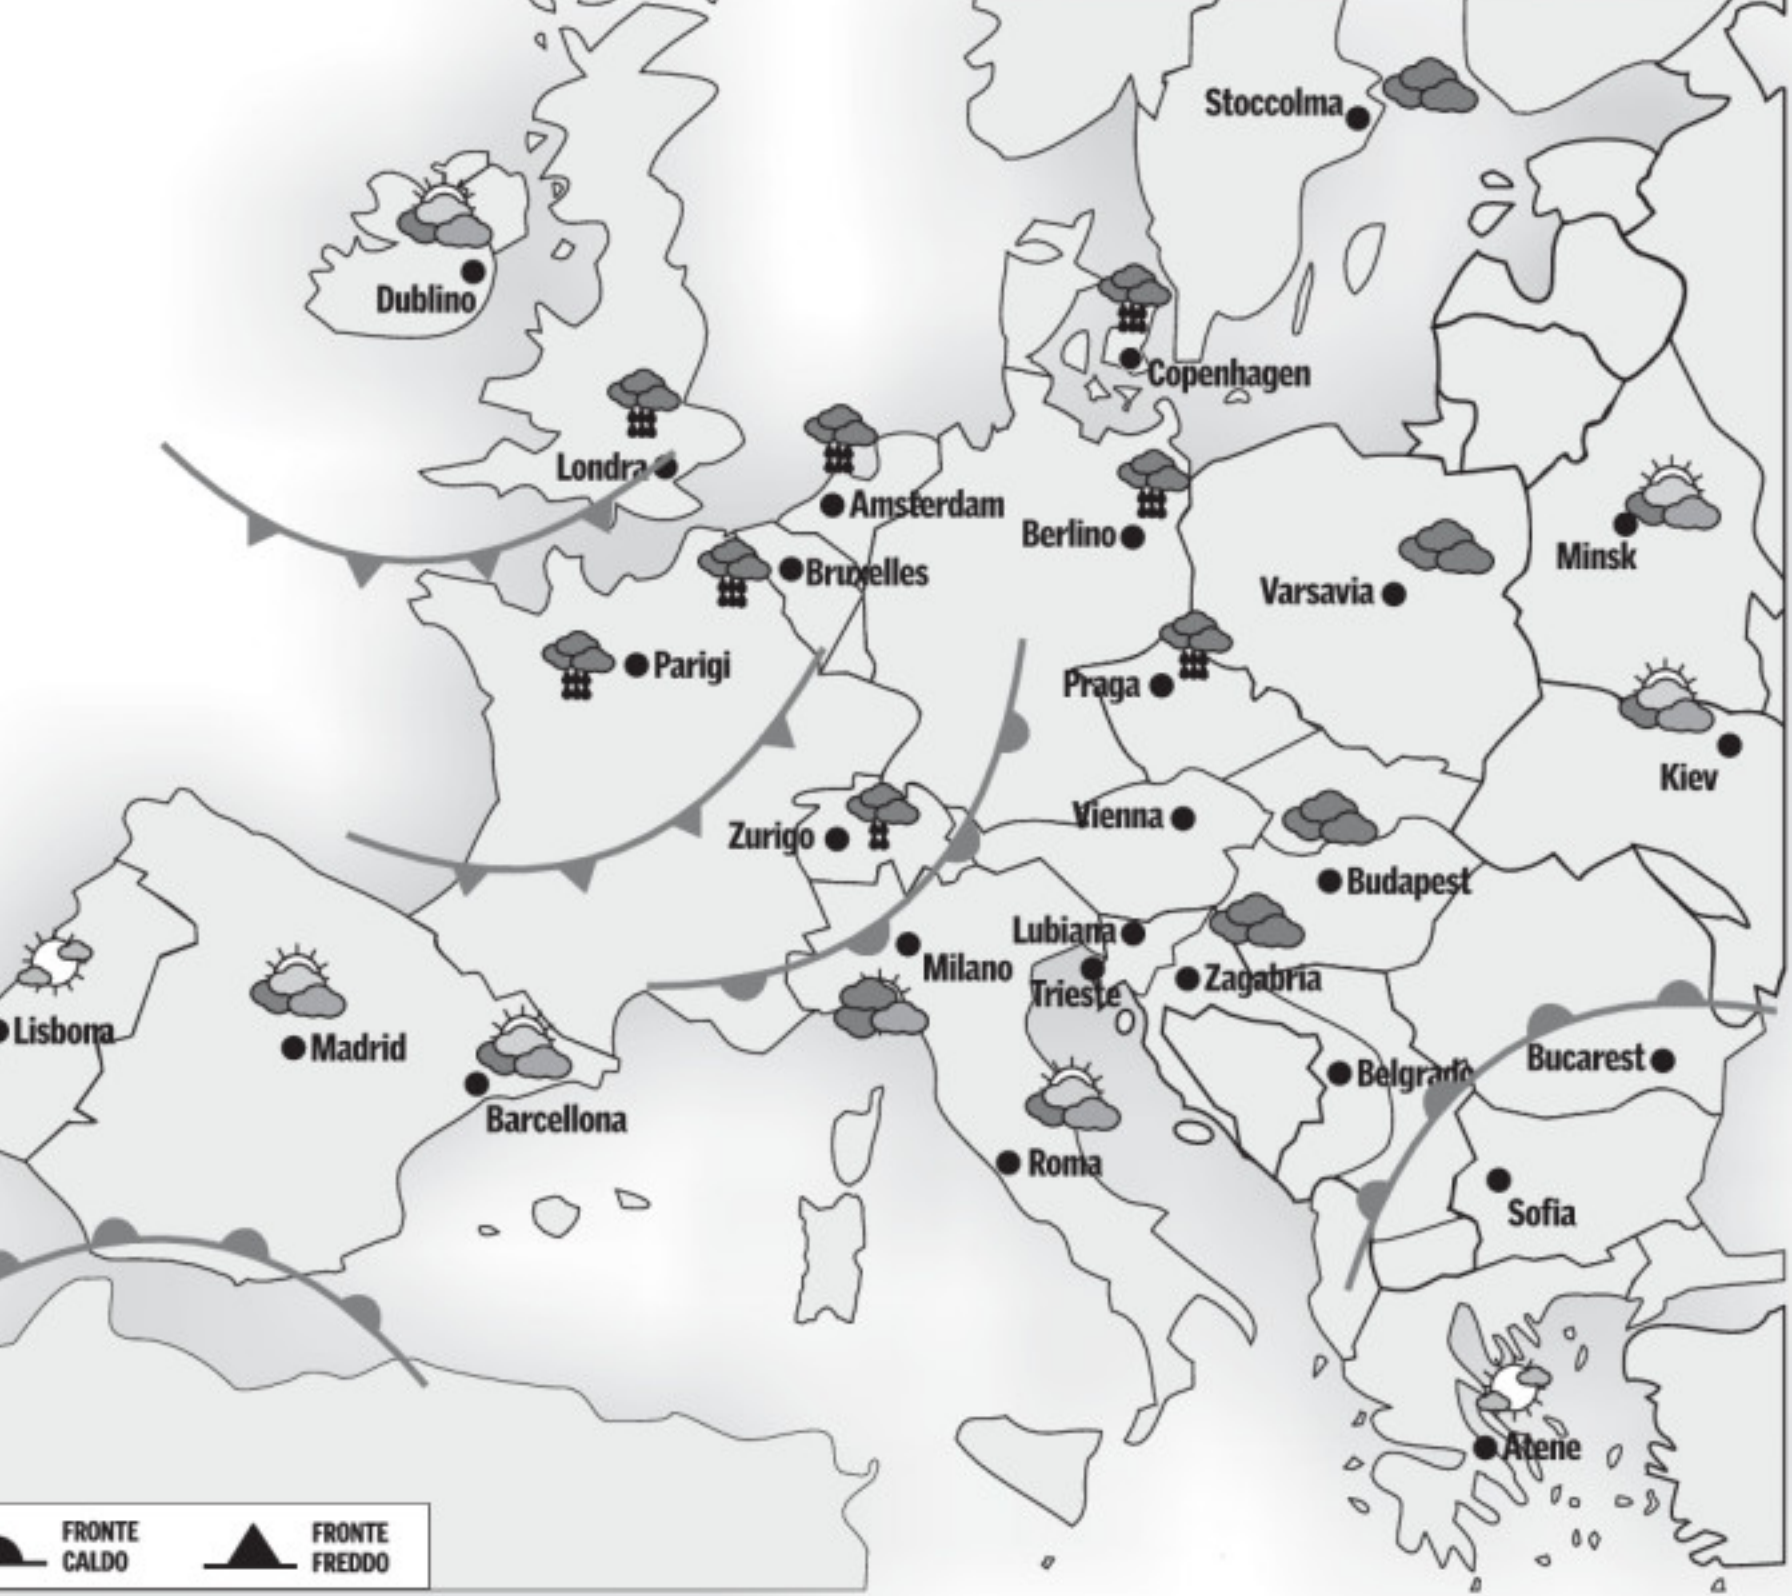 Stoccolma
Dublino
Copenhagen
Londra
Amsterdam
Berlino
Minsk
Bruxelles
Varsavia
Parigi
Praga
Kiev
Vienna
Zurigo
Budapest
Lubiana
Milano
Zagabria
Trieste
Lisbona
Madrid
Belgrado
Bucarest
Barcellona
Roma
Sofia
Atene
FRONTE
CALDO
FRONTE
FREDDO